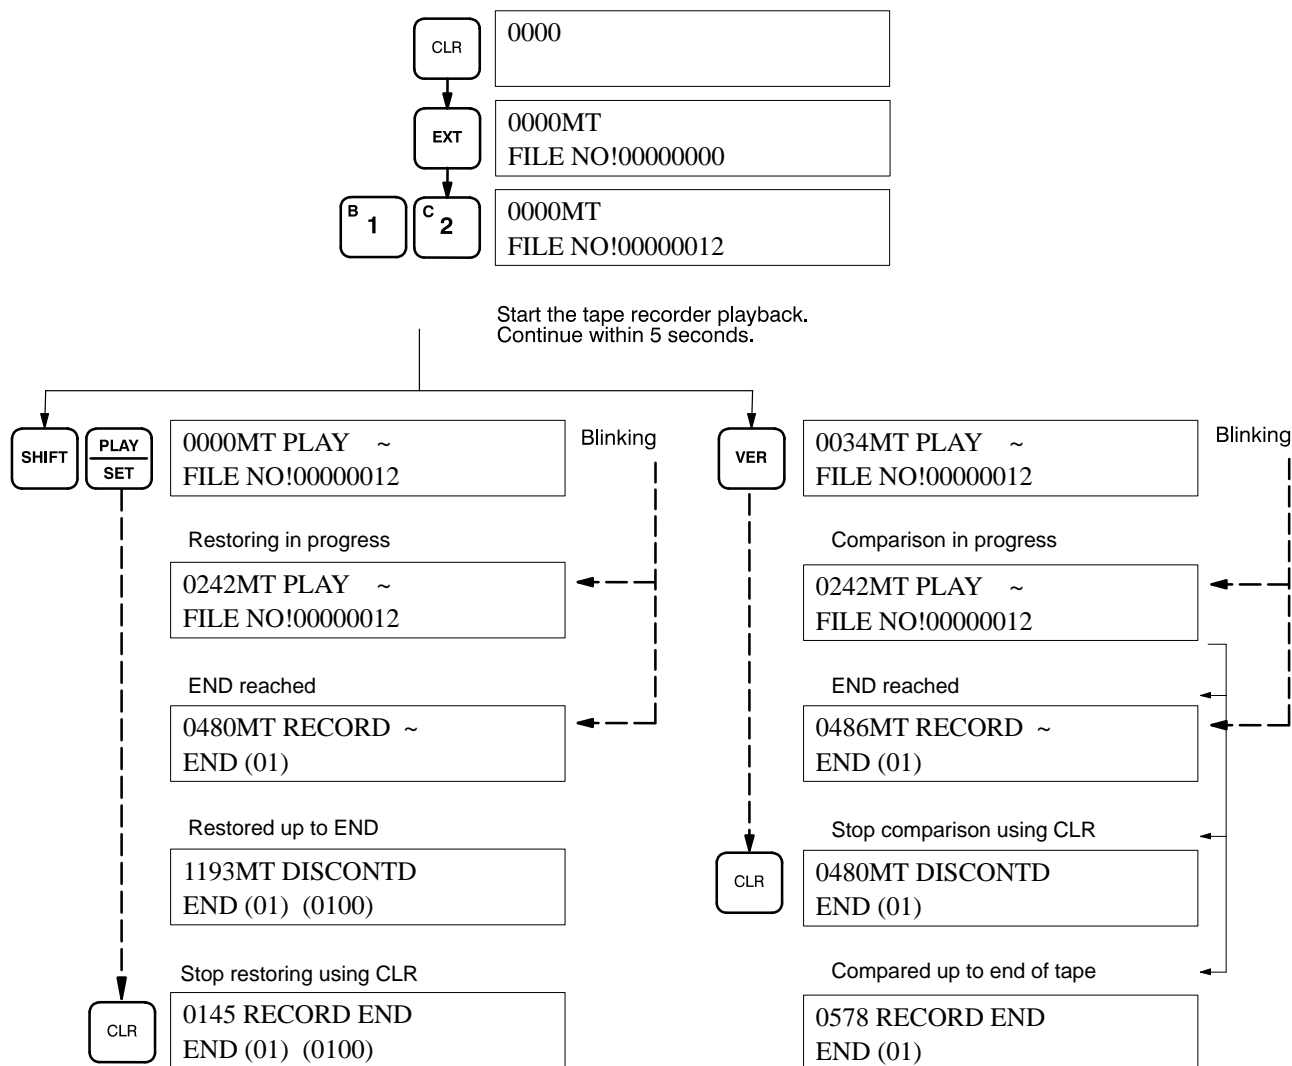 CLR
0000
EXT
0000MT
FILE NO!00000000
B 1
C 2
0000MT
FILE NO!00000012
Start the tape recorder playback.
Continue within 5 seconds.
SHIFT
PLAY
SET
0000MT PLAY ~
FILE NO!00000012
Blinking
Restoring in progress
0242MT PLAY ~
FILE NO!00000012
END reached
0480MT RECORD ~
END (01)
Restored up to END
1193MT DISCONTD
END (01) (0100)
Stop restoring using CLR
CLR
0145 RECORD END
END (01) (0100)
VER
0034MT PLAY ~
FILE NO!00000012
Blinking
Comparison in progress
0242MT PLAY ~
FILE NO!00000012
END reached
0486MT RECORD ~
END (01)
Stop comparison using CLR
CLR
0480MT DISCONTD
END (01)
Compared up to end of tape
0578 RECORD END
END (01)